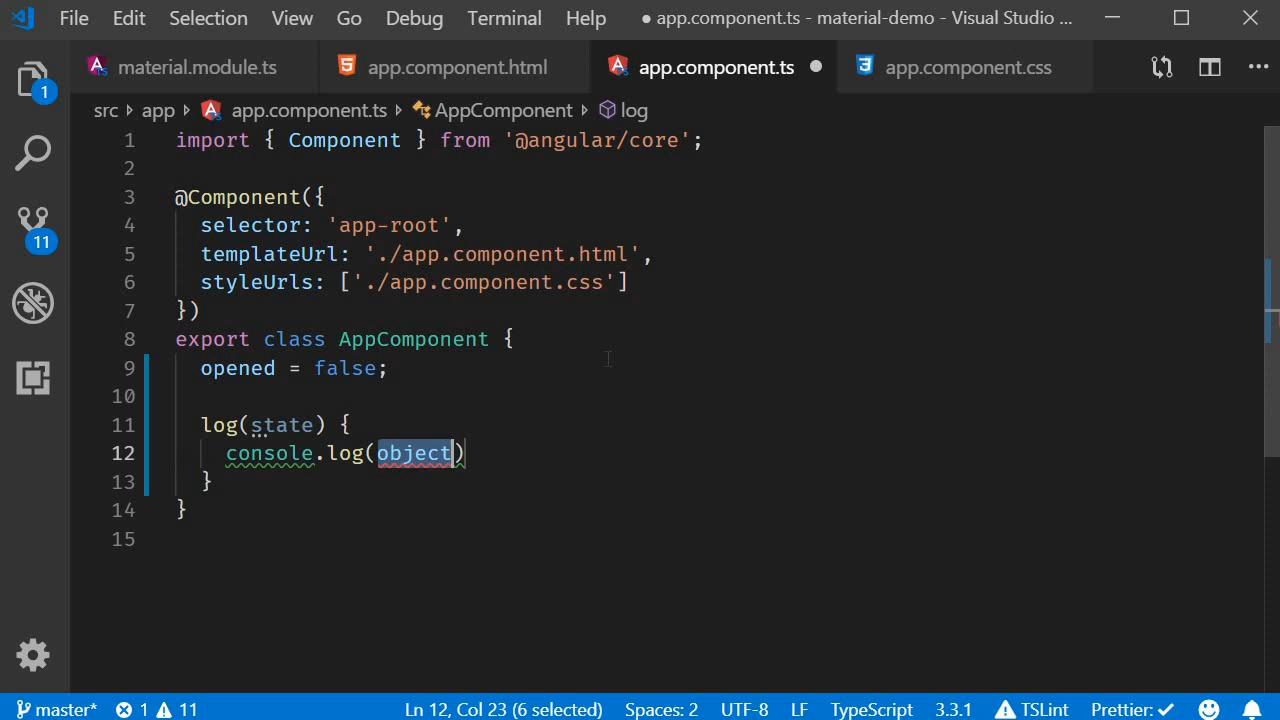 File Edit Selection View Go Debug Terminal Help ● app.component.ts - material-demo - Visual Studio ...
material.module.ts app.component.html app.component.ts ● app.component.css ...
src > app > app.component.ts > AppComponent > log
1 import { Component } from '@angular/core';
2
3 @Component({
4 selector: 'app-root',
5 templateUrl: './app.component.html',
6 styleUrls: ['./app.component.css']
7 })
8 export class AppComponent {
9 opened = false;
10
11 log(state) {
12 console.log(object)
13 }
14 }
15
1
11
master* 1 11 Ln 12, Col 23 (6 selected) Spaces: 2 UTF-8 LF TypeScript 3.3.1 TSLint Prettier: ✓